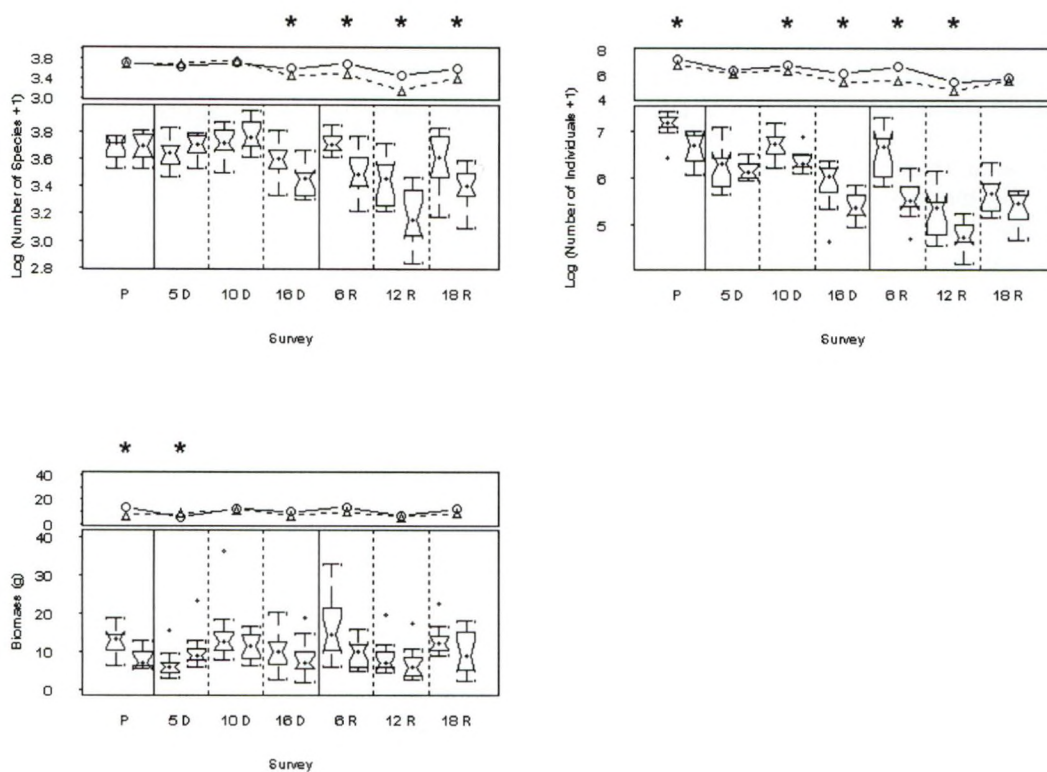 * * * *
3.8
3.4
3.0
Log (Number of Species +1)
3.8
3.6
3.4
3.2
3.0
2.8
P 5 D 10 D 16 D 6 R 12 R 18 R
Survey
* * * * *
8
6
4
Log (Number of Individuals +1)
7
6
5
P 5 D 10 D 16 D 6 R 12 R 18 R
Survey
* *
40
20
0
Biomass (g)
40
30
20
10
0
P 5 D 10 D 16 D 6 R 12 R 18 R
Survey